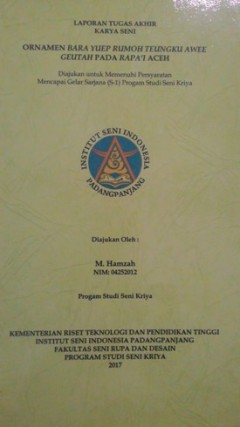 LAPORAN TUGAS AKHIR
KARYA SENI
ORNAMEN BARA YUEP RUMOH TEUNGKU AWEE
GEUTAH PADA RAPA'I ACEH
Diajukan untuk Memenuhi Persyaratan
Mencapai Gelar Sarjana (S-1) Progam Studi Seni Kriya
INSTITUT SENI INDONESIA
PADANGPANJANG
Diajukan Oleh :
M. Hamzah
NIM: 04252012
Progam Studi Seni Kriya
KEMENTERIAN RISET TEKNOLOGI DAN PENDIDIKAN TINGGI
INSTITUT SENI INDONESIA PADANGPANJANG
FAKULTAS SENI RUPA DAN DESAIN
PROGRAM STUDI SENI KRIYA
2017